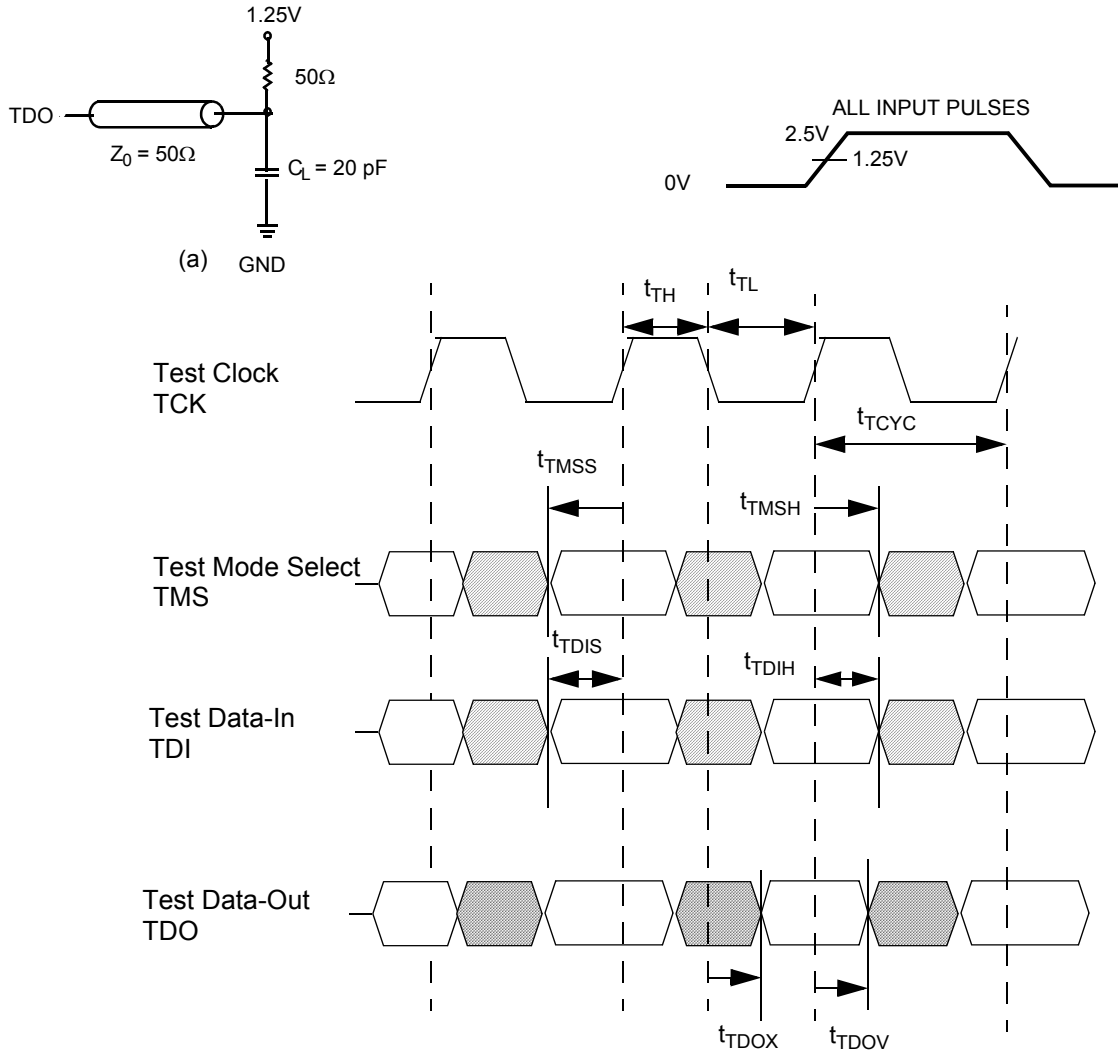 1.25V
50Ω
TDO
Z0 = 50Ω
CL = 20 pF
(a)
GND
ALL INPUT PULSES
2.5V
1.25V
0V
tTH
tTL
Test Clock
TCK
tTCYC
tTMSS
tTMSH
Test Mode Select
TMS
tTDIS
tTDIH
Test Data-In
TDI
Test Data-Out
TDO
tTDOX
tTDOV